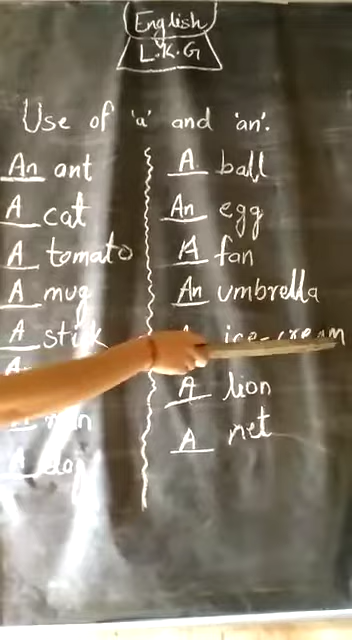 English
L.K.G
Use of 'a' and 'an'.
An ant
A cat
A tomato
A mug
A stick
A. ball
An egg
A fan
An umbrella
ice-cream
A lion
A net